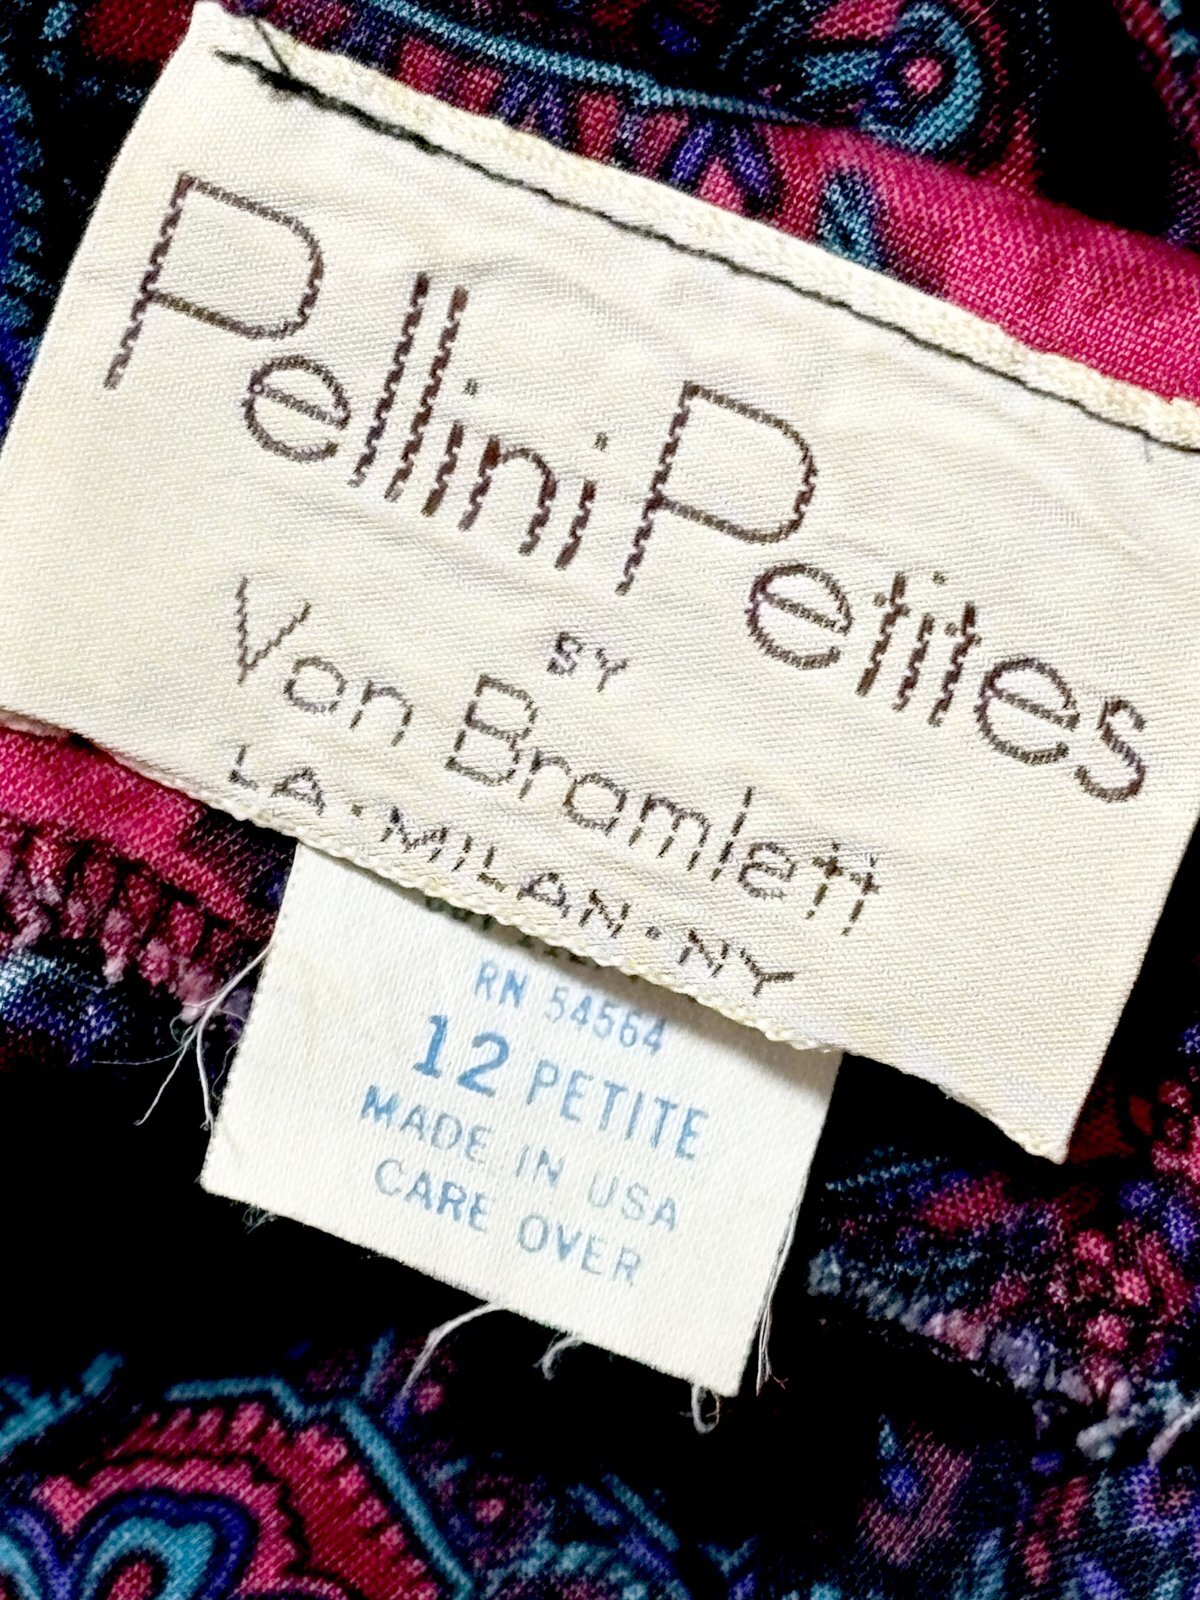 Pellini Petites
BY
Von Bramlett
LA·MILAN·NY
RN 54564
12 PETITE
MADE IN USA
CARE OVER